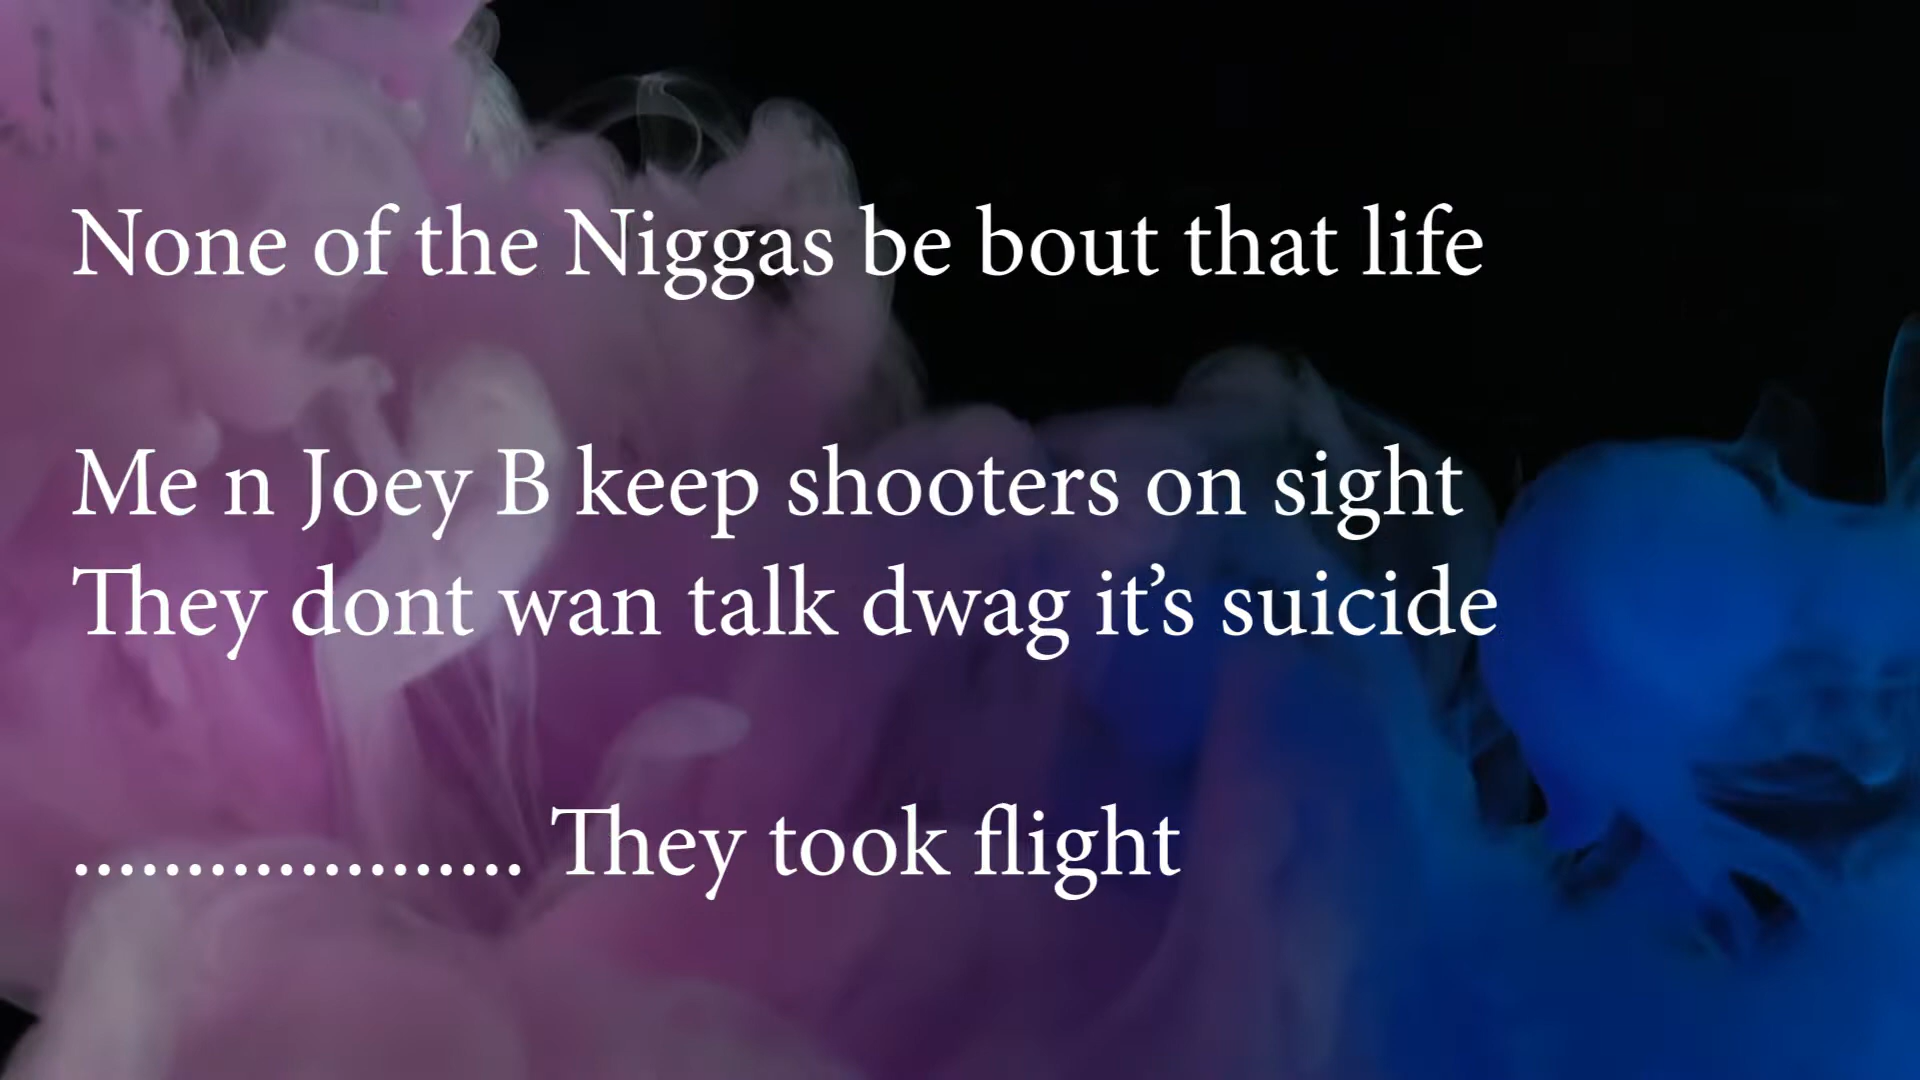 None of the Niggas be bout that life
Me n Joey B keep shooters on sight
They dont wan talk dwag it’s suicide
................... They took flight